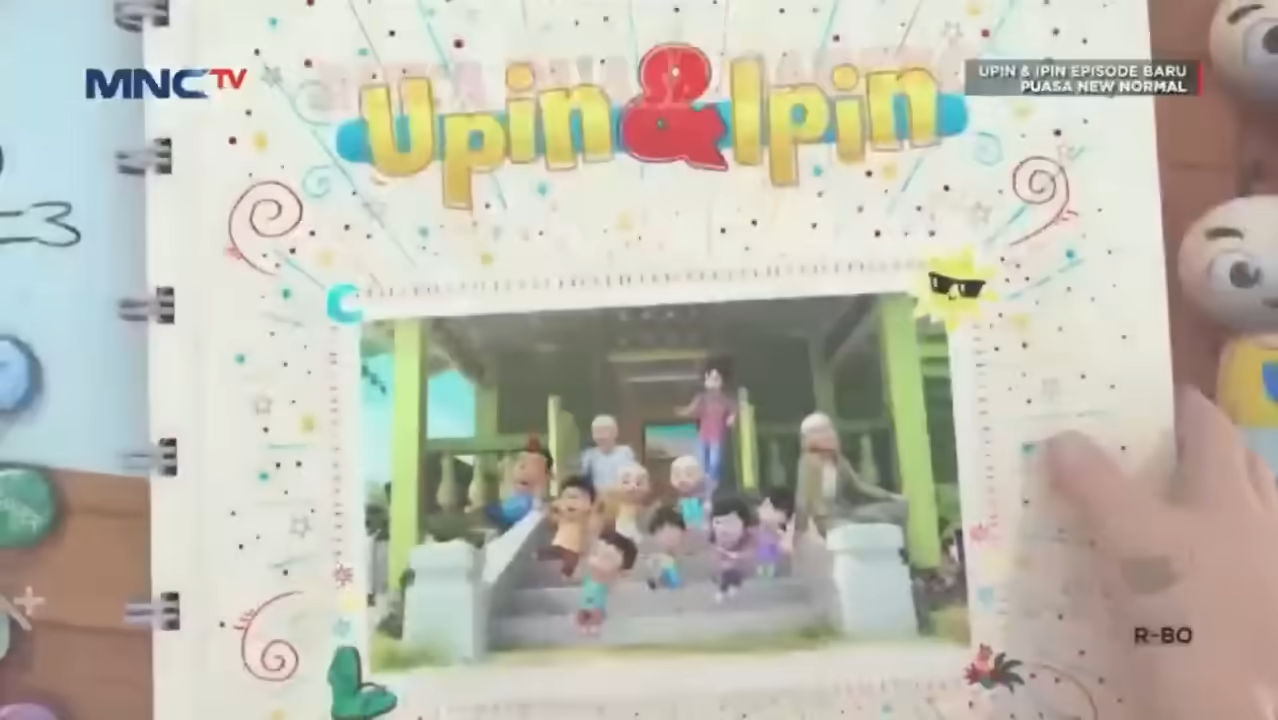 MNCTV
UPIN & IPIN EPISODE BARU
PUASA NEW NORMAL
Upin & Ipin
R-BO